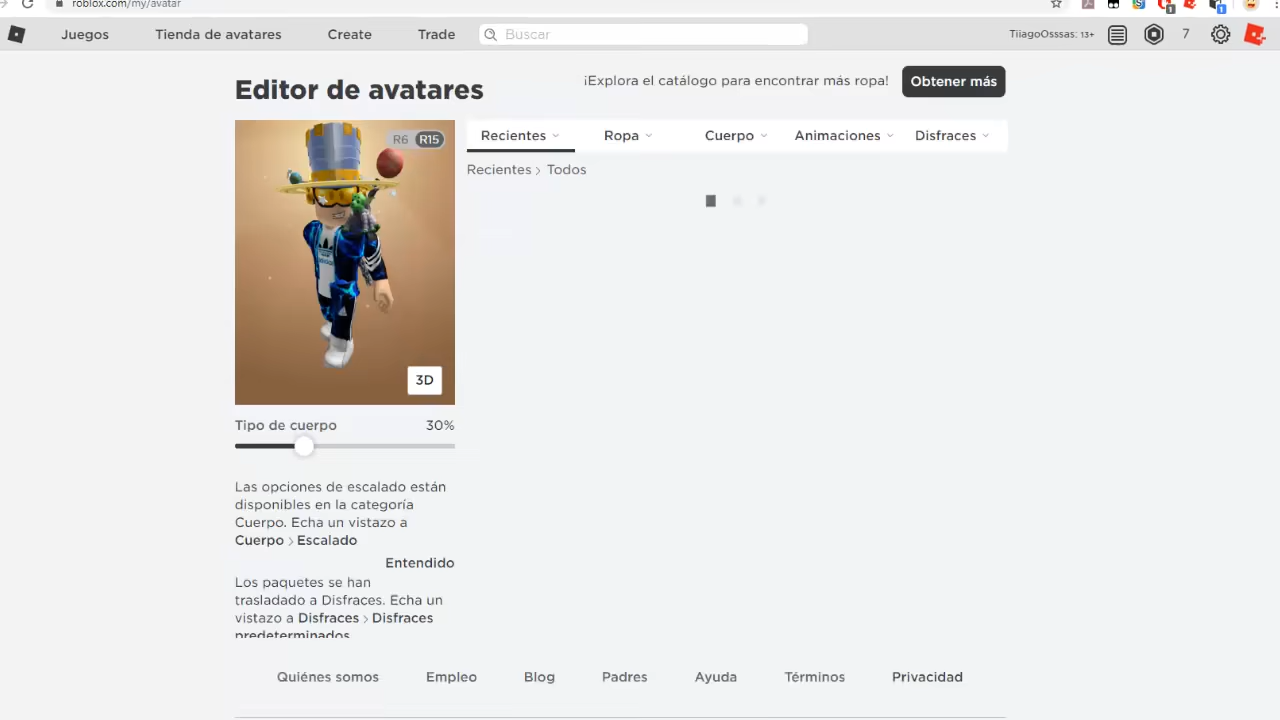 roblox.com/my/avatar
1
1
Juegos
Tienda de avatares
Create
Trade
Buscar
TiiagoOsssas: 13+
7
Editor de avatares
¡Explora el catálogo para encontrar más ropa!
Obtener más
R6
R15
Recientes
Ropa
Cuerpo
Animaciones
Disfraces
Recientes > Todos
3D
Tipo de cuerpo
30%
Las opciones de escalado están
disponibles en la categoría
Cuerpo. Echa un vistazo a
Cuerpo > Escalado
Entendido
Los paquetes se han
trasladado a Disfraces. Echa un
vistazo a Disfraces > Disfraces
predeterminados
Quiénes somos
Empleo
Blog
Padres
Ayuda
Términos
Privacidad